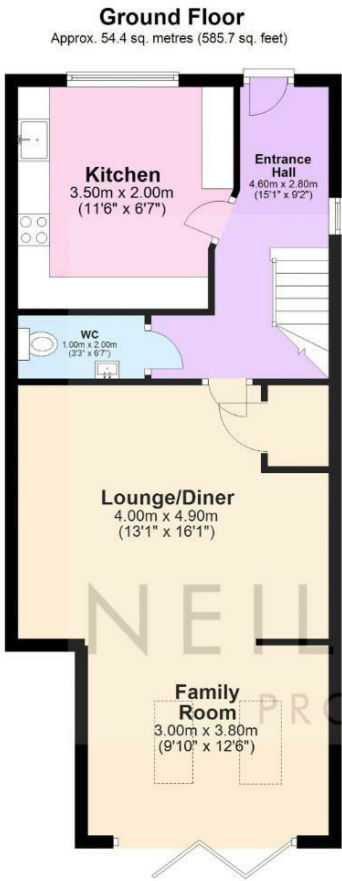 Ground Floor
Approx. 54.4 sq. metres (585.7 sq. feet)
Kitchen
3.50m x 2.00m
(11'6" x 6'7")
Entrance
Hall
4.60m x 2.80m
(15'1" x 9'2")
WC
1.00m x 2.00m
(3'3" x 6'7")
Lounge/Diner
4.00m x 4.90m
(13'1" x 16'1")
NEIL
PRO
Family
Room
3.00m x 3.80m
(9'10" x 12'6")